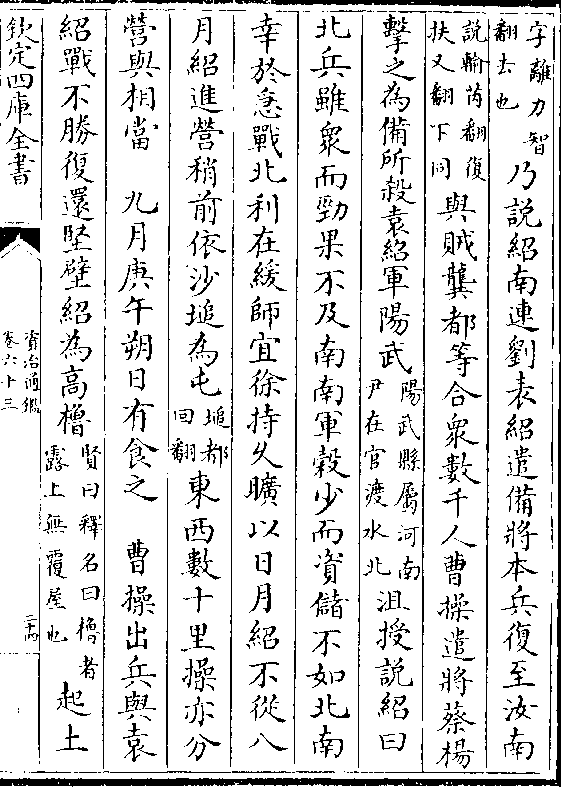 字離力智
翻去也
乃説紹南連劉表紹遣備將本兵復至汝南
説輸芮翻復
扶又翻下同
與賊龔都等合衆數千人曹操遣將蔡楊
擊之為備所殺袁紹軍陽武
陽武縣屬河南
尹在官渡水北
沮授説紹曰
北兵雖衆而勁果不及南南軍穀少而資儲不如北南
幸於急戰北利在緩師宜徐持乆曠以日月紹不從八
月紹進營稍前依沙塠為屯
塠都
回翻
東西數十里操亦分
營與相當　九月庚午朔日有食之　曹操出兵與袁
紹戰不勝復還堅壁紹為高櫓
賢曰釋名曰櫓者
露上無覆屋也
起土
欽定四庫全書
資治通鑑
卷六十三